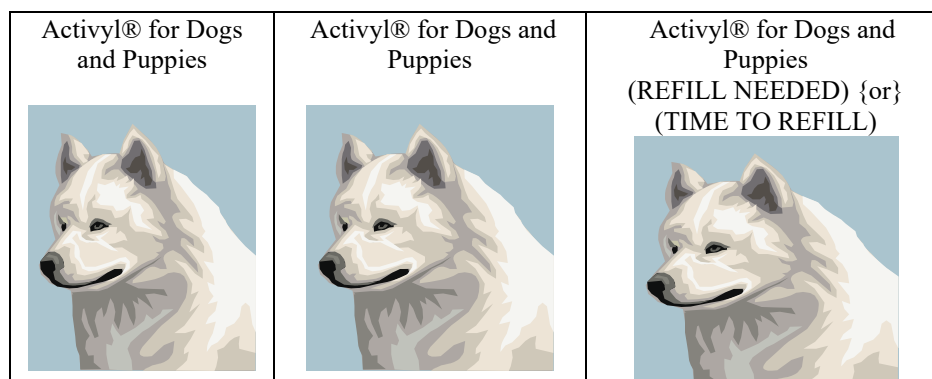 Activyl® for Dogs
and Puppies
Activyl® for Dogs and
Puppies
Activyl® for Dogs and
Puppies
(REFILL NEEDED) {or}
(TIME TO REFILL)